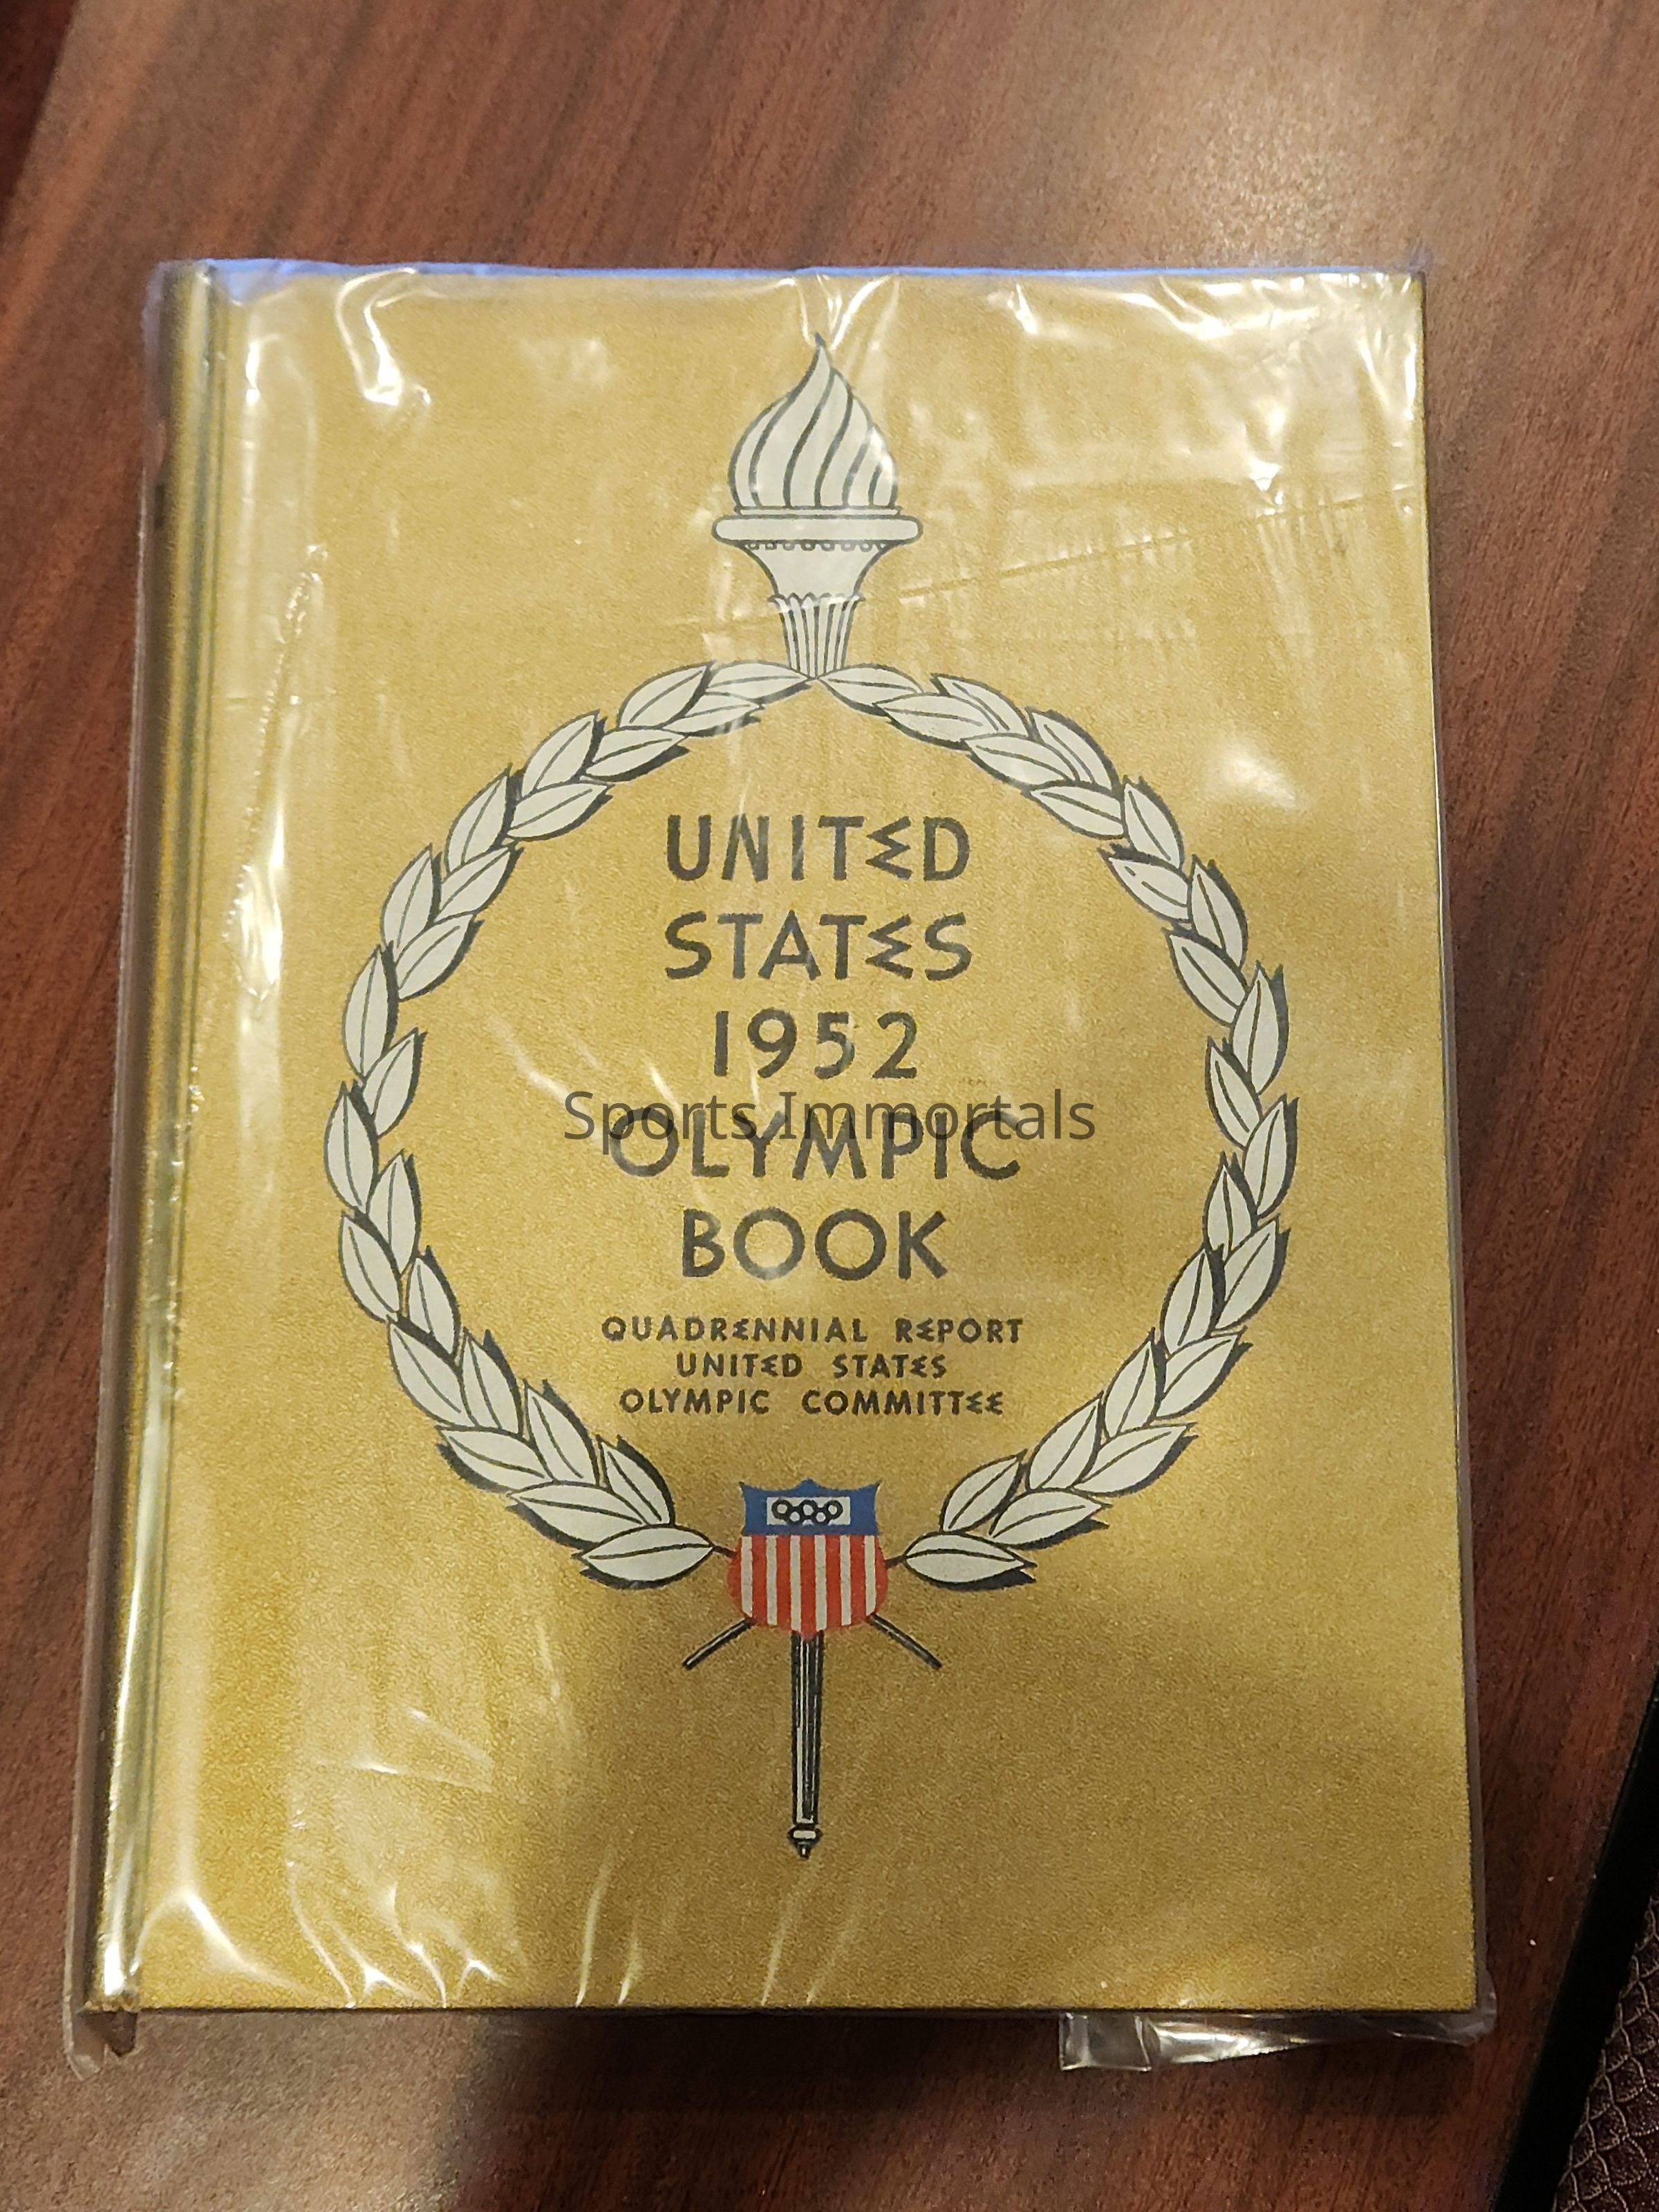 UNITED
STATES
1952
Sports Immortals
OLYMPIC
BOOK
QUADRENNIAL REPORT
UNITED STATES
OLYMPIC COMMITTEE